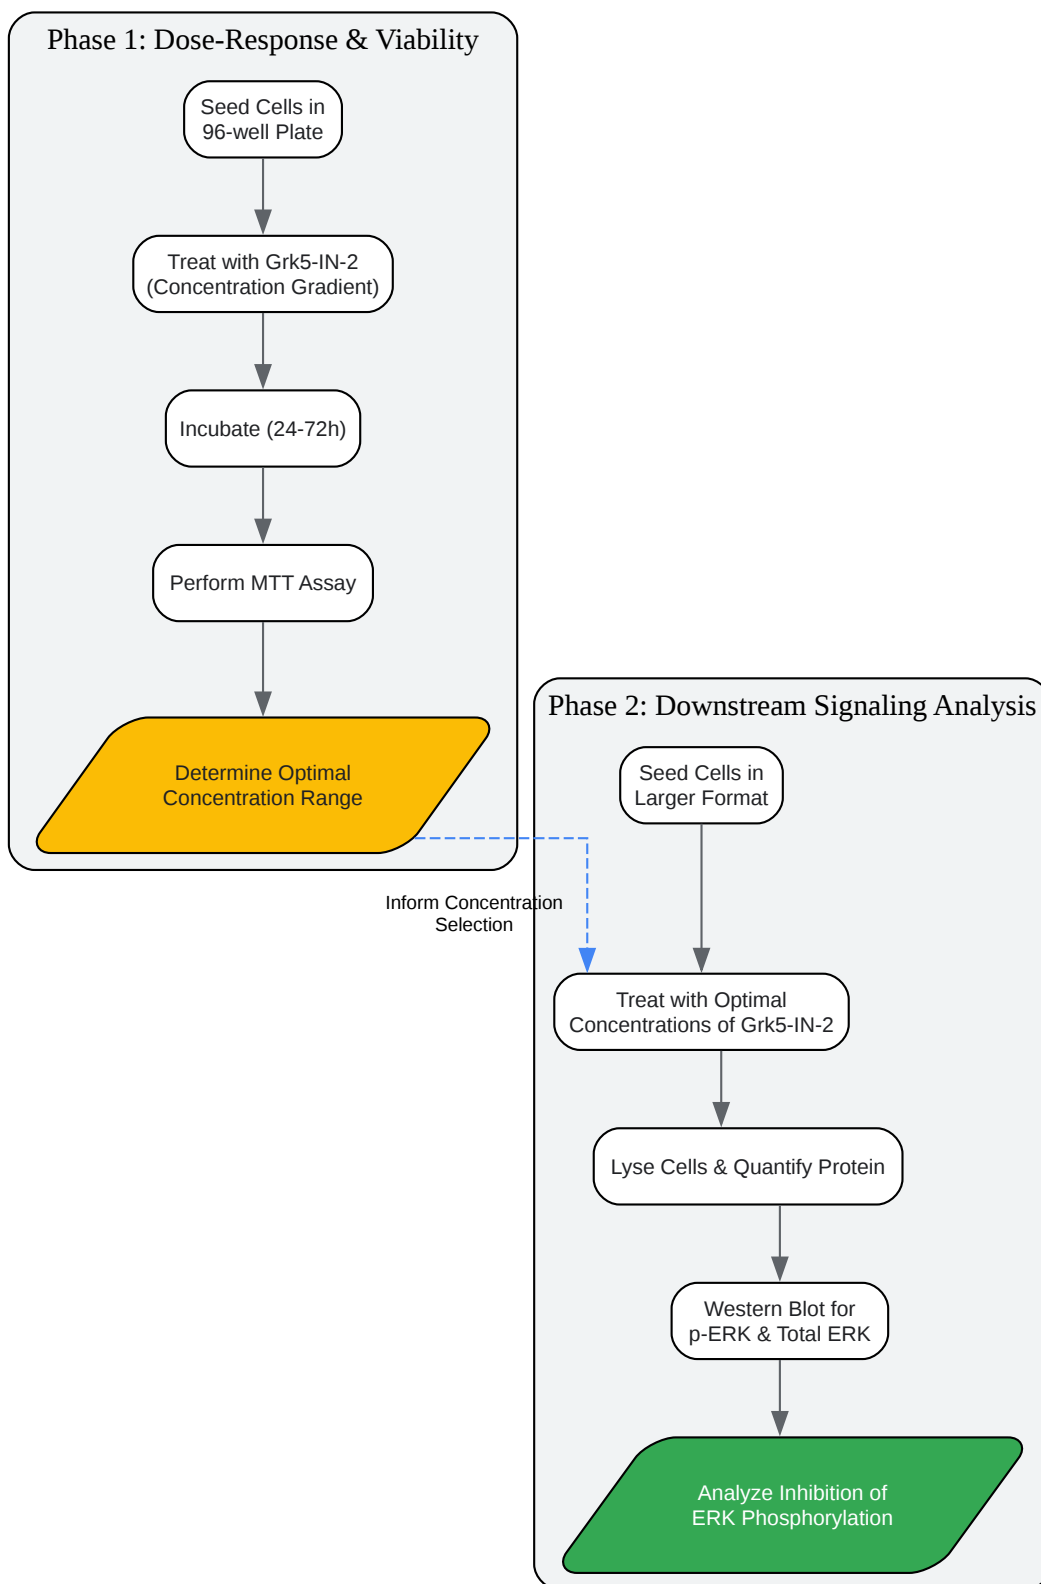 Phase 1: Dose-Response & Viability
Seed Cells in
96-well Plate
Treat with Grk5-IN-2
(Concentration Gradient)
Incubate (24-72h)
Perform MTT Assay
Determine Optimal
Concentration Range
Inform Concentration
Selection
Phase 2: Downstream Signaling Analysis
Seed Cells in
Larger Format
Treat with Optimal
Concentrations of Grk5-IN-2
Lyse Cells & Quantify Protein
Western Blot for
p-ERK & Total ERK
Analyze Inhibition of
ERK Phosphorylation